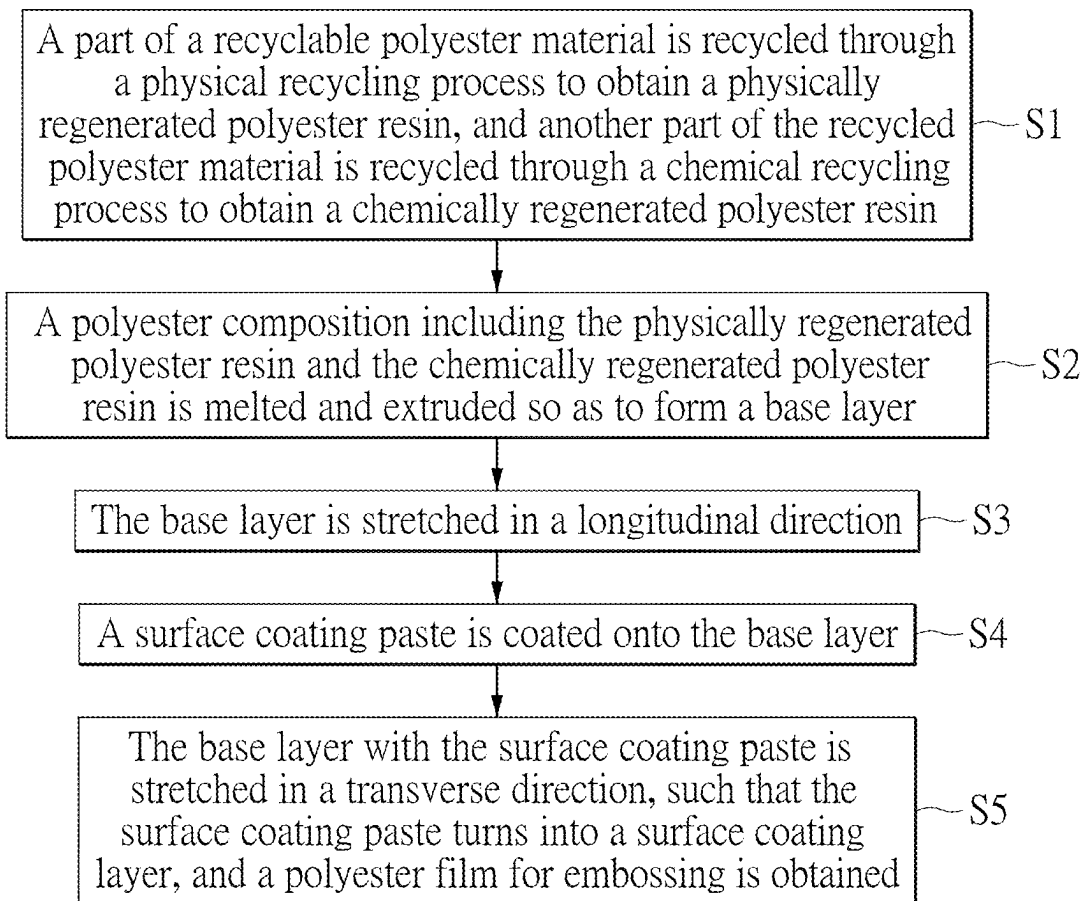 A part of a recyclable polyester material is recycled through
a physical recycling process to obtain a physically
regenerated polyester resin, and another part of the recycled
polyester material is recycled through a chemical recycling
process to obtain a chemically regenerated polyester resin
S1
A polyester composition including the physically regenerated
polyester resin and the chemically regenerated polyester
resin is melted and extruded so as to form a base layer
S2
The base layer is stretched in a longitudinal direction
S3
A surface coating paste is coated onto the base layer
S4
The base layer with the surface coating paste is
stretched in a transverse direction, such that the
surface coating paste turns into a surface coating
layer, and a polyester film for embossing is obtained
S5